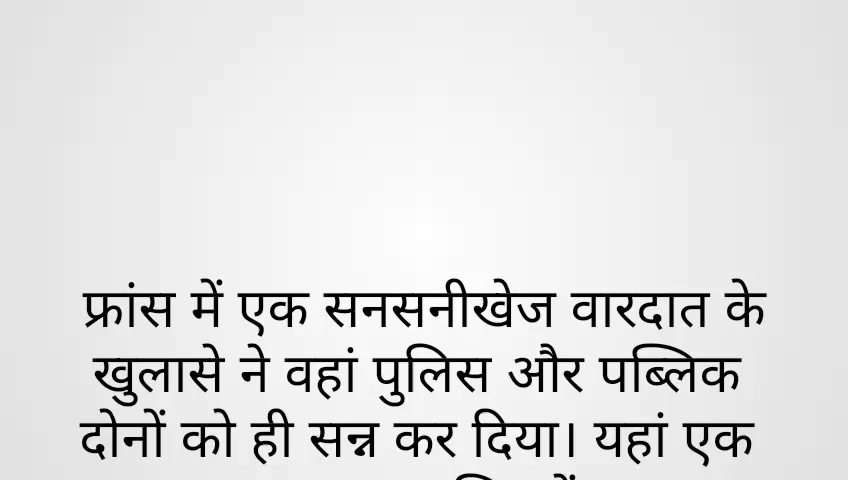 फ्रांस में एक सनसनीखेज वारदात के
खुलासे ने वहां पुलिस और पब्लिक
दोनों को ही सन्न कर दिया। यहां एक